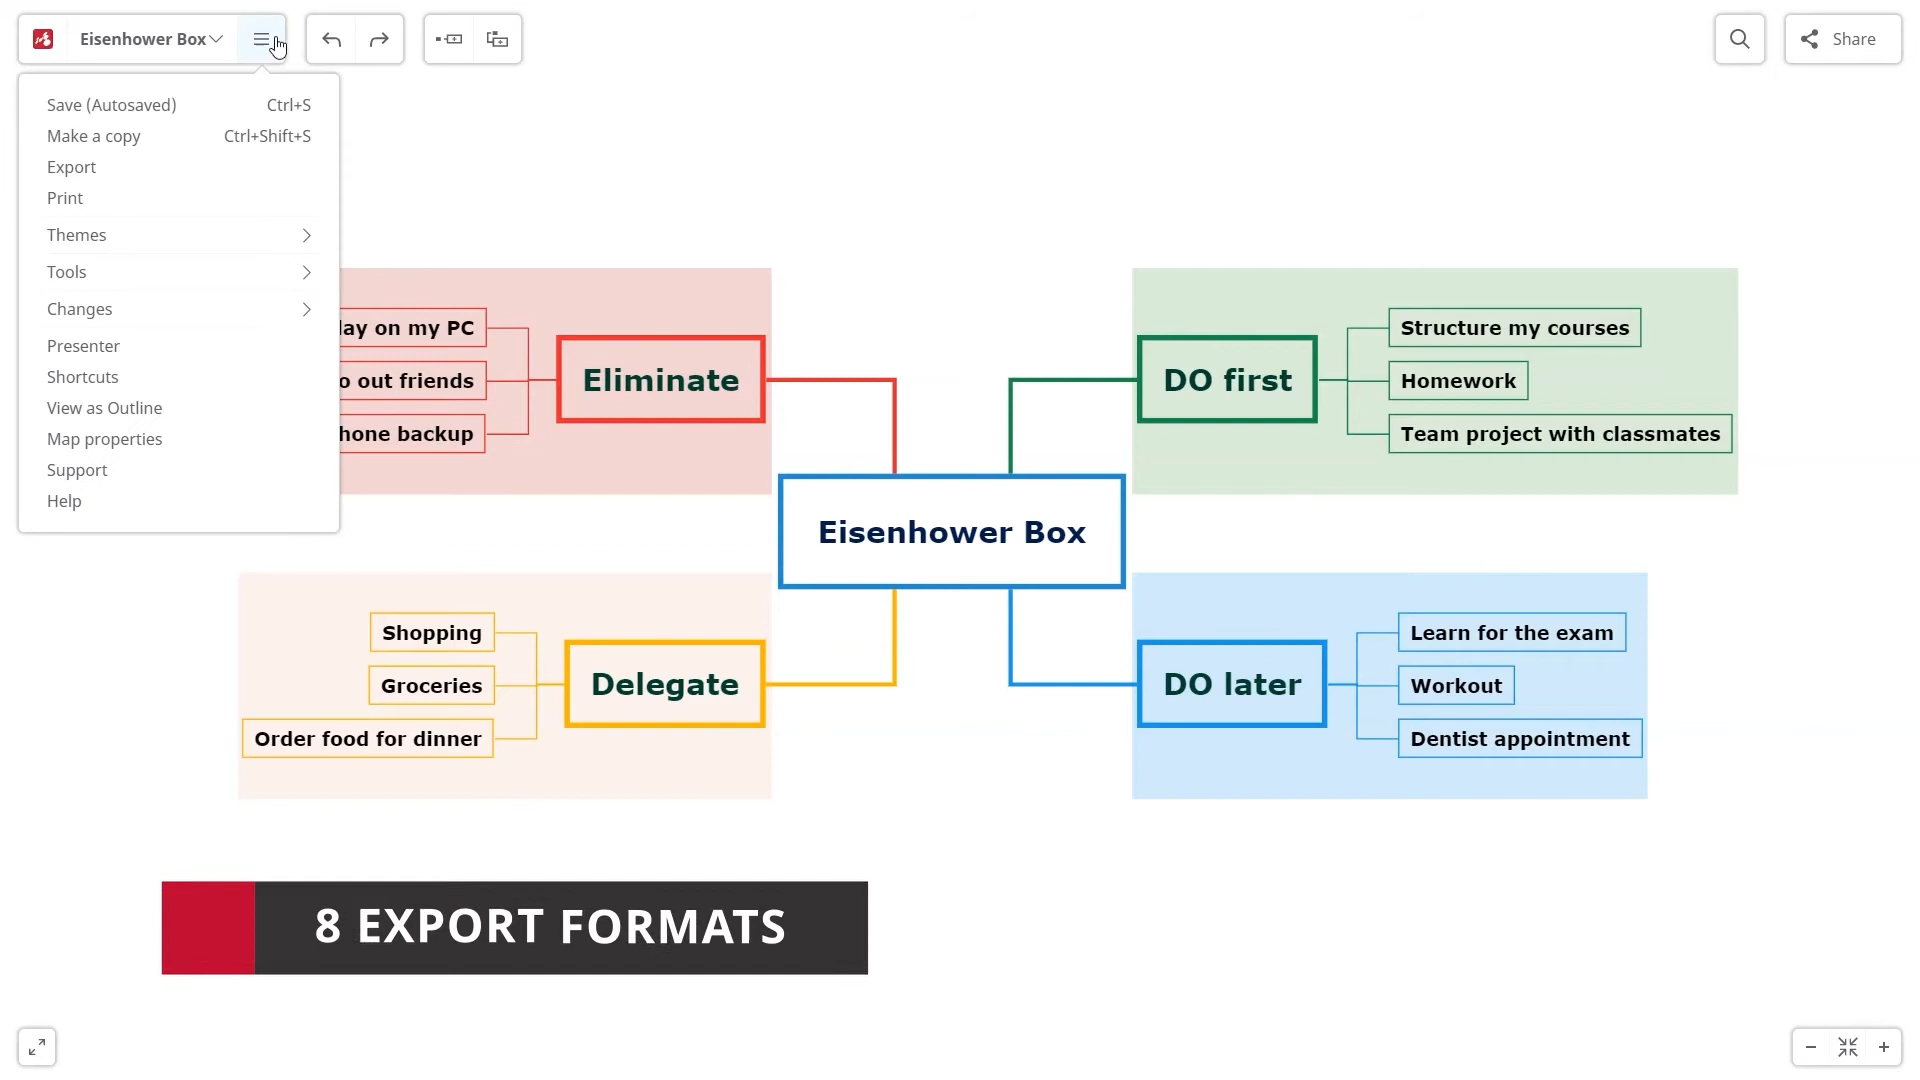 Eisenhower Box
Share
Save (Autosaved) Ctrl+S
Make a copy Ctrl+Shift+S
Export
Print
Themes
Tools
Changes
Presenter
Shortcuts
View as Outline
Map properties
Support
Help
lay on my PC
o out friends
hone backup
Eliminate
DO first
Structure my courses
Homework
Team project with classmates
Eisenhower Box
Shopping
Groceries
Order food for dinner
Delegate
DO later
Learn for the exam
Workout
Dentist appointment
8 EXPORT FORMATS